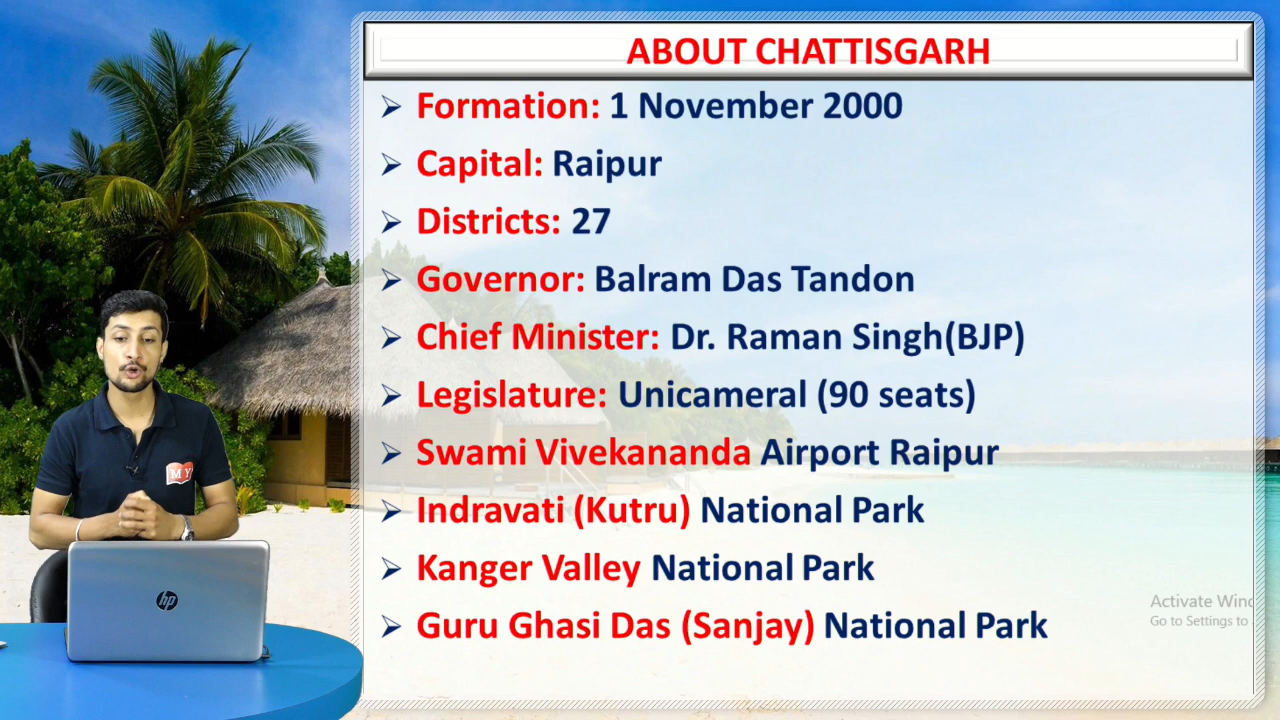 ABOUT CHATTISGARH
➢ Formation: 1 November 2000
➢ Capital: Raipur
➢ Districts: 27
➢ Governor: Balram Das Tandon
➢ Chief Minister: Dr. Raman Singh(BJP)
➢ Legislature: Unicameral (90 seats)
➢ Swami Vivekananda Airport Raipur
➢ Indravati (Kutru) National Park
➢ Kanger Valley National Park
➢ Guru Ghasi Das (Sanjay) National Park
MY
hp
Activate Wind
Go to Settings to